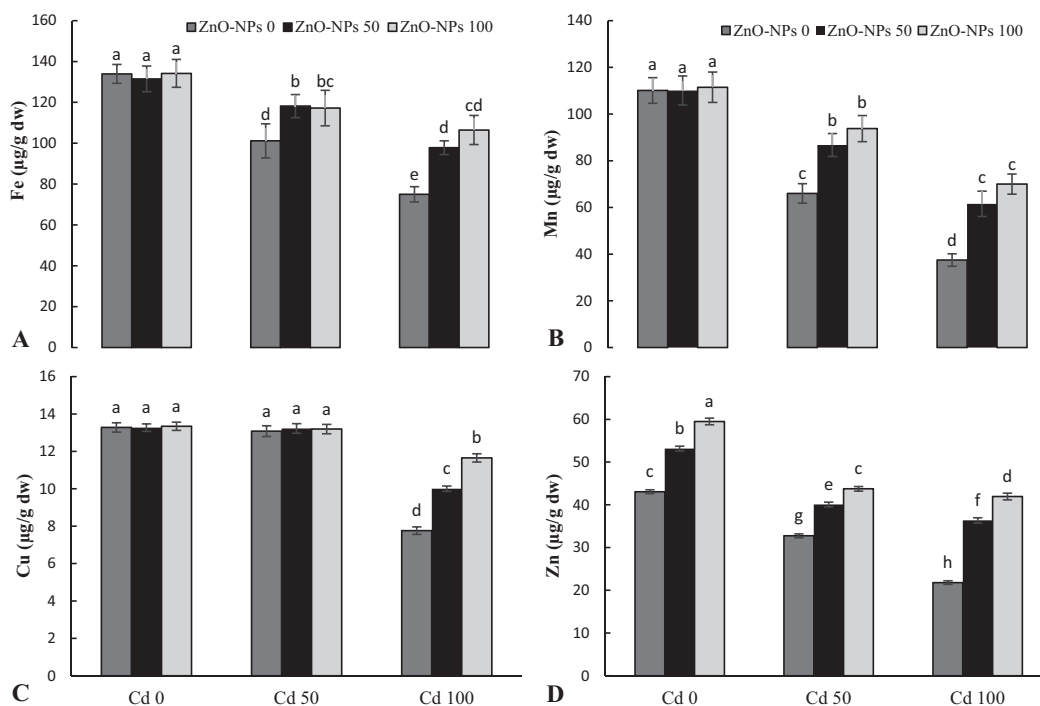 ZnO-NPs 0 ZnO-NPs 50 ZnO-NPs 100
Fe (µg/g dw)
160
140
120
100
80
60
40
20
0
a a a
d b bc
e d cd
A
ZnO-NPs 0 ZnO-NPs 50 ZnO-NPs 100
Mn (µg/g dw)
140
120
100
80
60
40
20
0
a a a
c b b
d c c
B
Cu (µg/g dw)
16
14
12
10
8
6
4
2
0
a a a
a a a
d c b
C
Cd 0 Cd 50 Cd 100
Zn (µg/g dw)
70
60
50
40
30
20
10
0
c b a
g e c
h f d
D
Cd 0 Cd 50 Cd 100